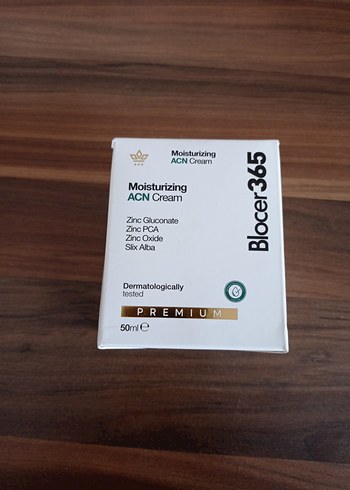 Moisturizing
ACN Cream
Moisturizing
ACN Cream
Zinc Gluconate
Zinc PCA
Zinc Oxide
Slix Alba
Blocer365
Dermatologically
tested
PREMIUM
50ml ℮